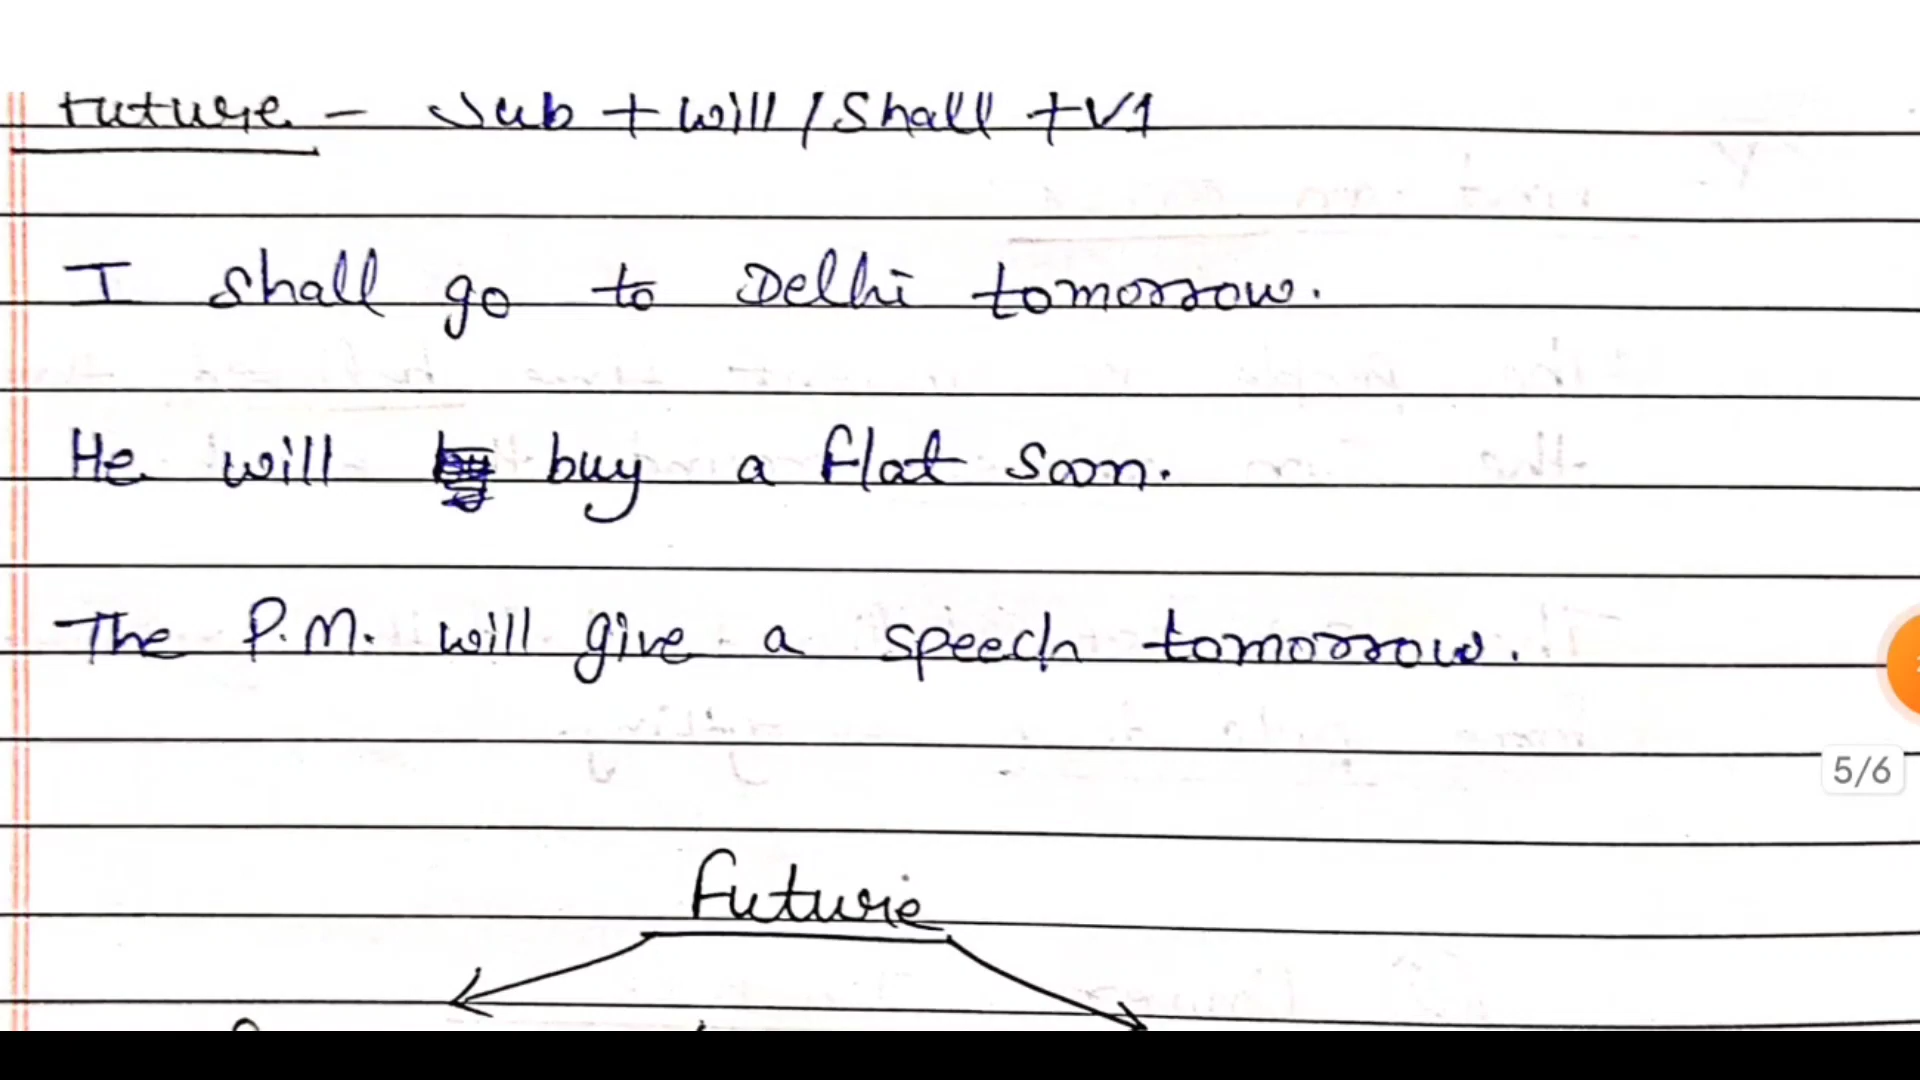 Future - Sub + will / Shall + V1
I shall go to Delhi tomorrow.
He will buy a flat soon.
The P.M. will give a speech tomorrow.
5/6
Future